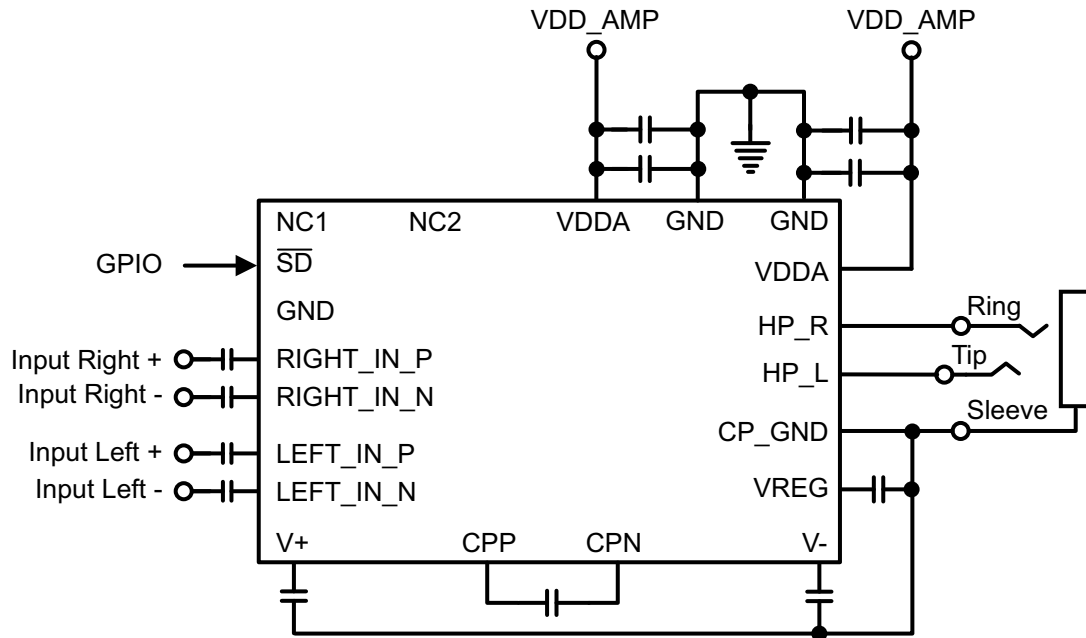 VDD_AMP
VDD_AMP
NC1
NC2
VDDA
GND
GND
GPIO
S̅D̅
VDDA
GND
HP_R
Ring
Input Right +
RIGHT_IN_P
Tip
Input Right -
RIGHT_IN_N
HP_L
Sleeve
CP_GND
Input Left +
LEFT_IN_P
Input Left -
LEFT_IN_N
VREG
V+
CPP
CPN
V-